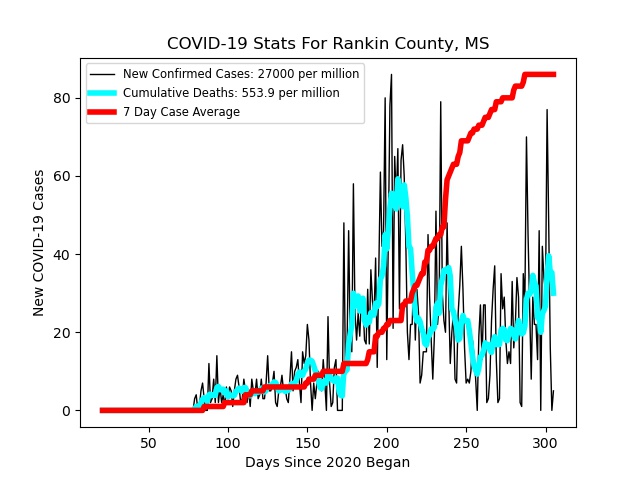 COVID-19 Stats For Rankin County, MS
New Confirmed Cases: 27000 per million
Cumulative Deaths: 553.9 per million
7 Day Case Average
New COVID-19 Cases
80
60
40
20
0
50 100 150 200 250 300
Days Since 2020 Began